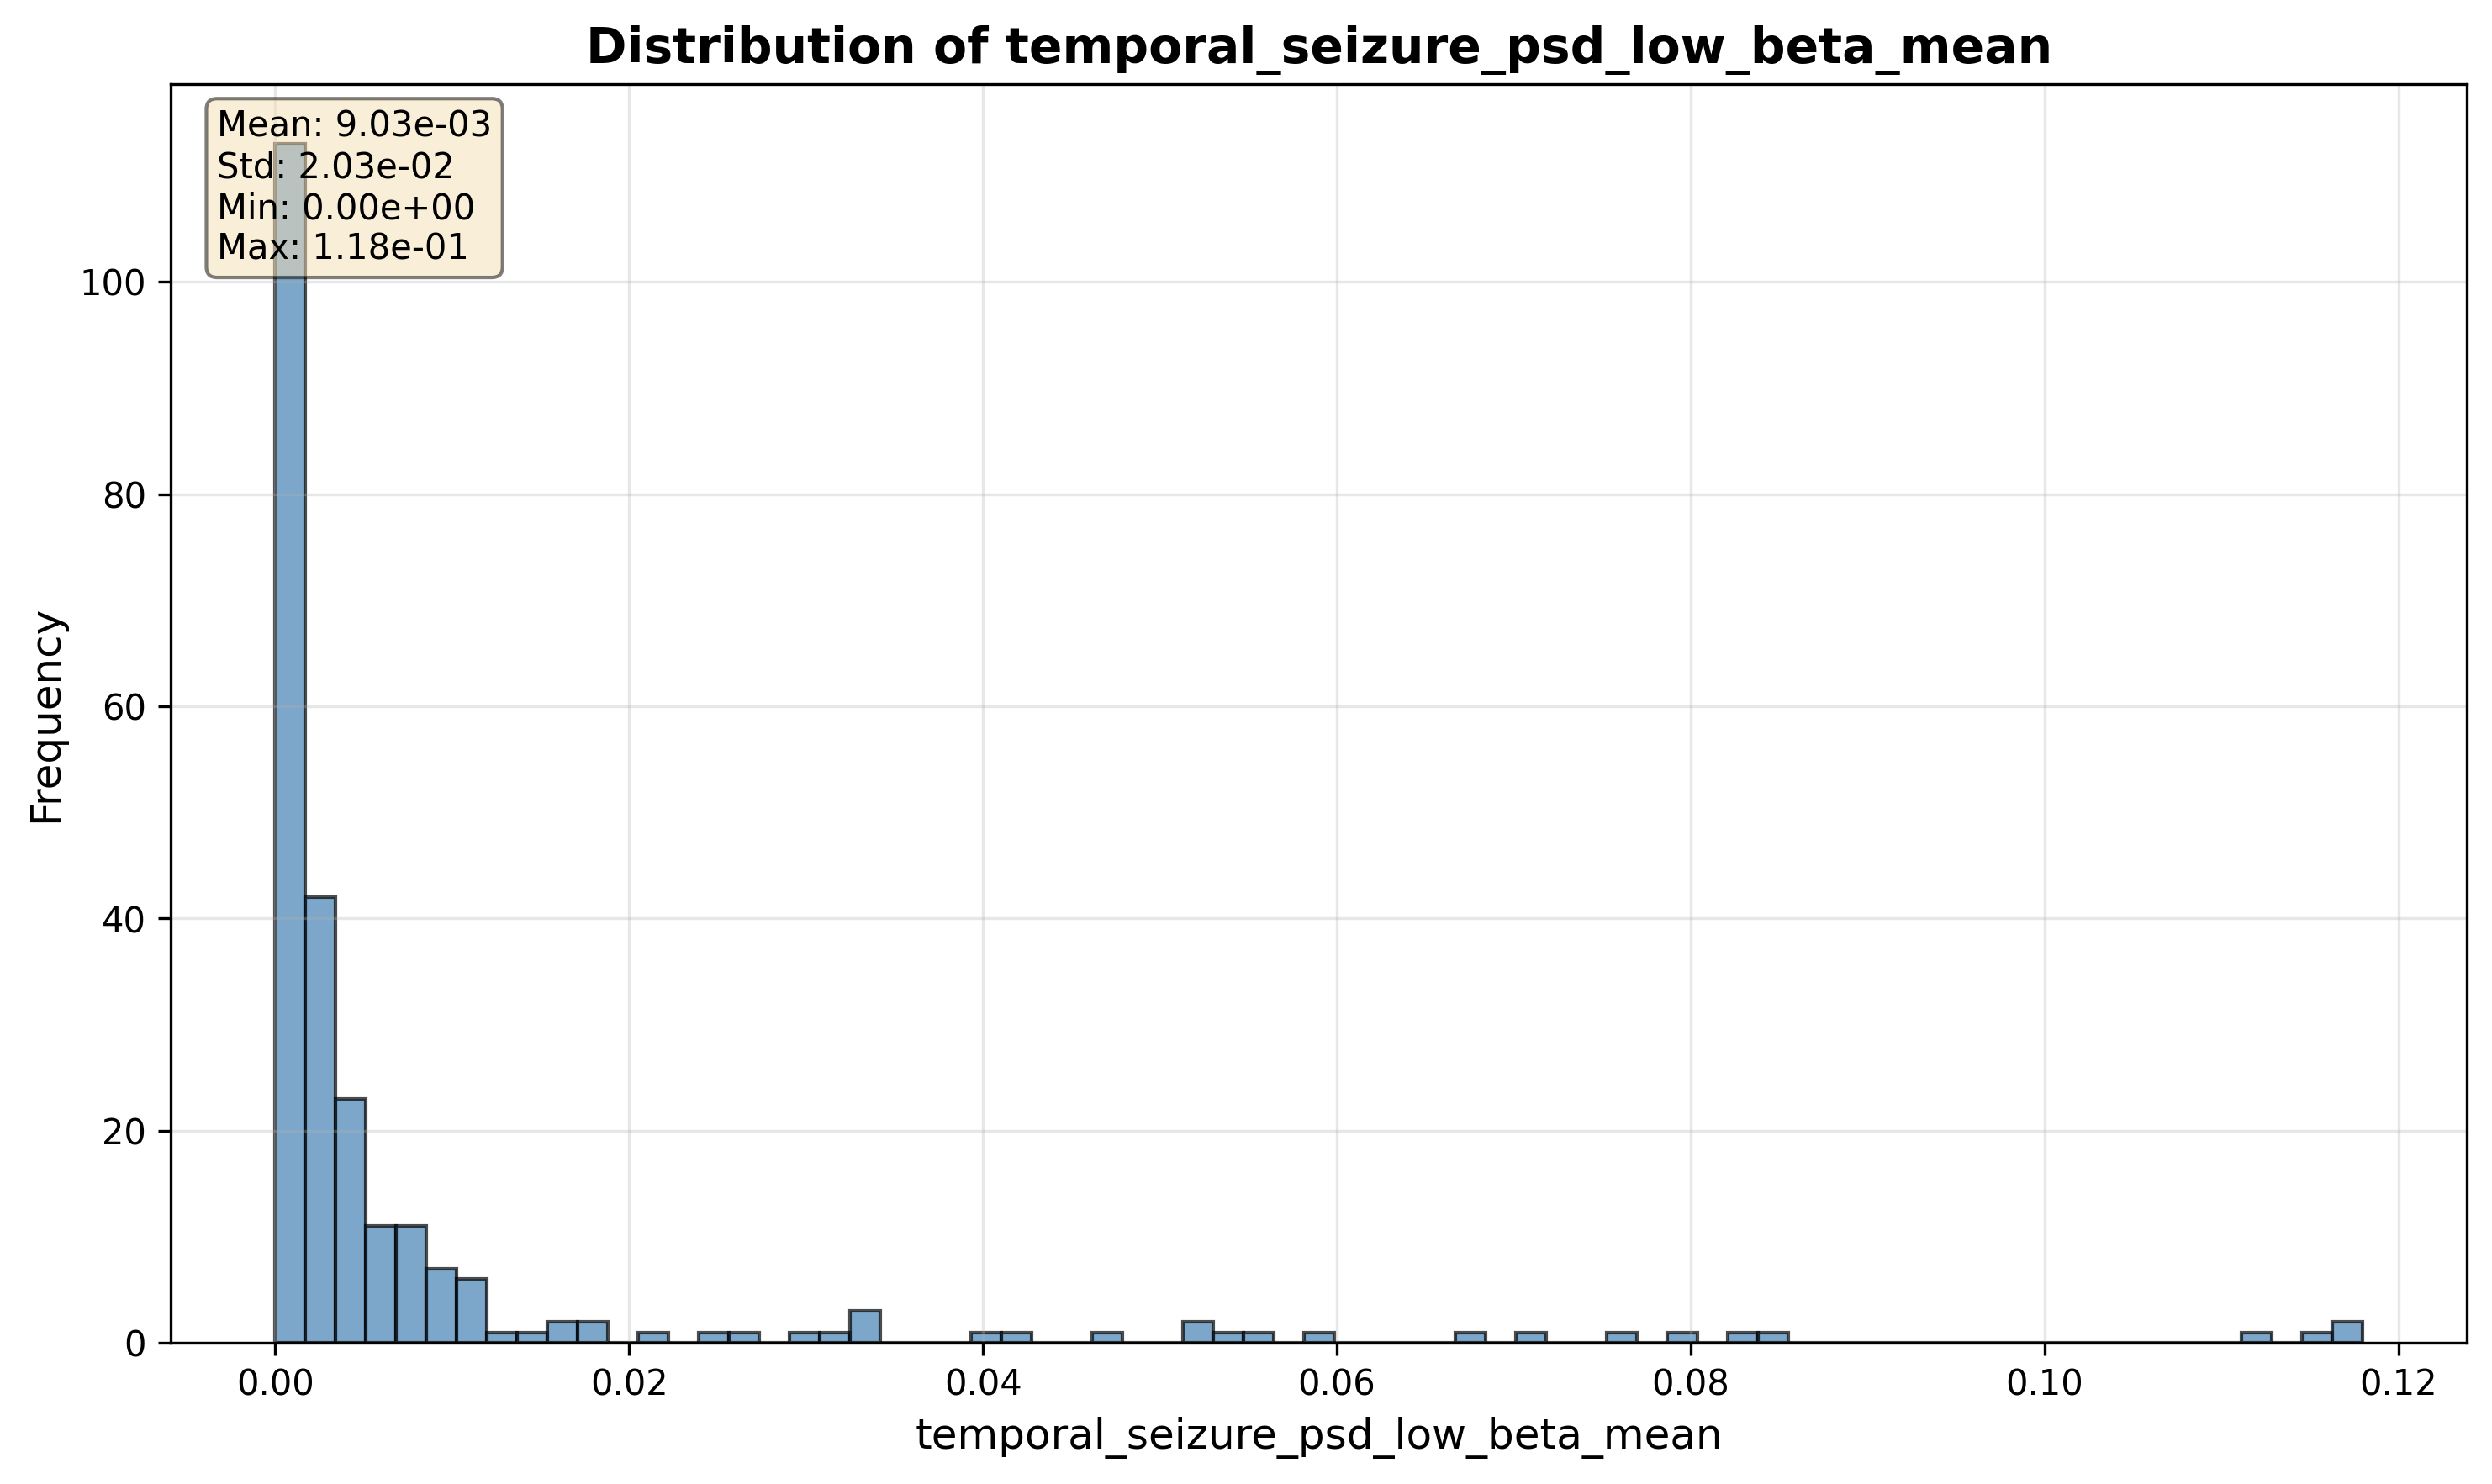 Distribution of temporal_seizure_psd_low_beta_mean
Mean: 9.03e-03
Std: 2.03e-02
Min: 0.00e+00
Max: 1.18e-01
100
80
60
40
20
0
Frequency
0.00 0.02 0.04 0.06 0.08 0.10 0.12
temporal_seizure_psd_low_beta_mean